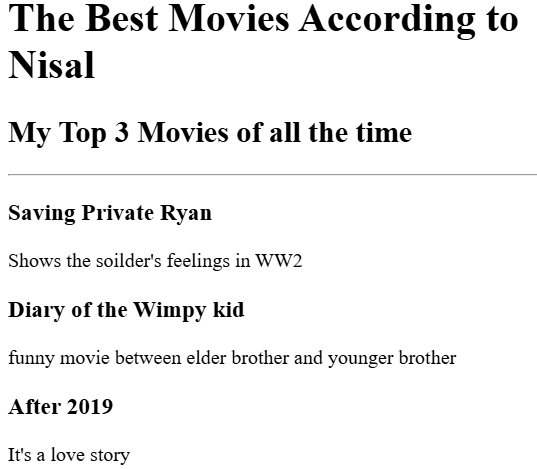 The Best Movies According to
Nisal
My Top 3 Movies of all the time
Saving Private Ryan
Shows the soilder's feelings in WW2
Diary of the Wimpy kid
funny movie between elder brother and younger brother
After 2019
It's a love story